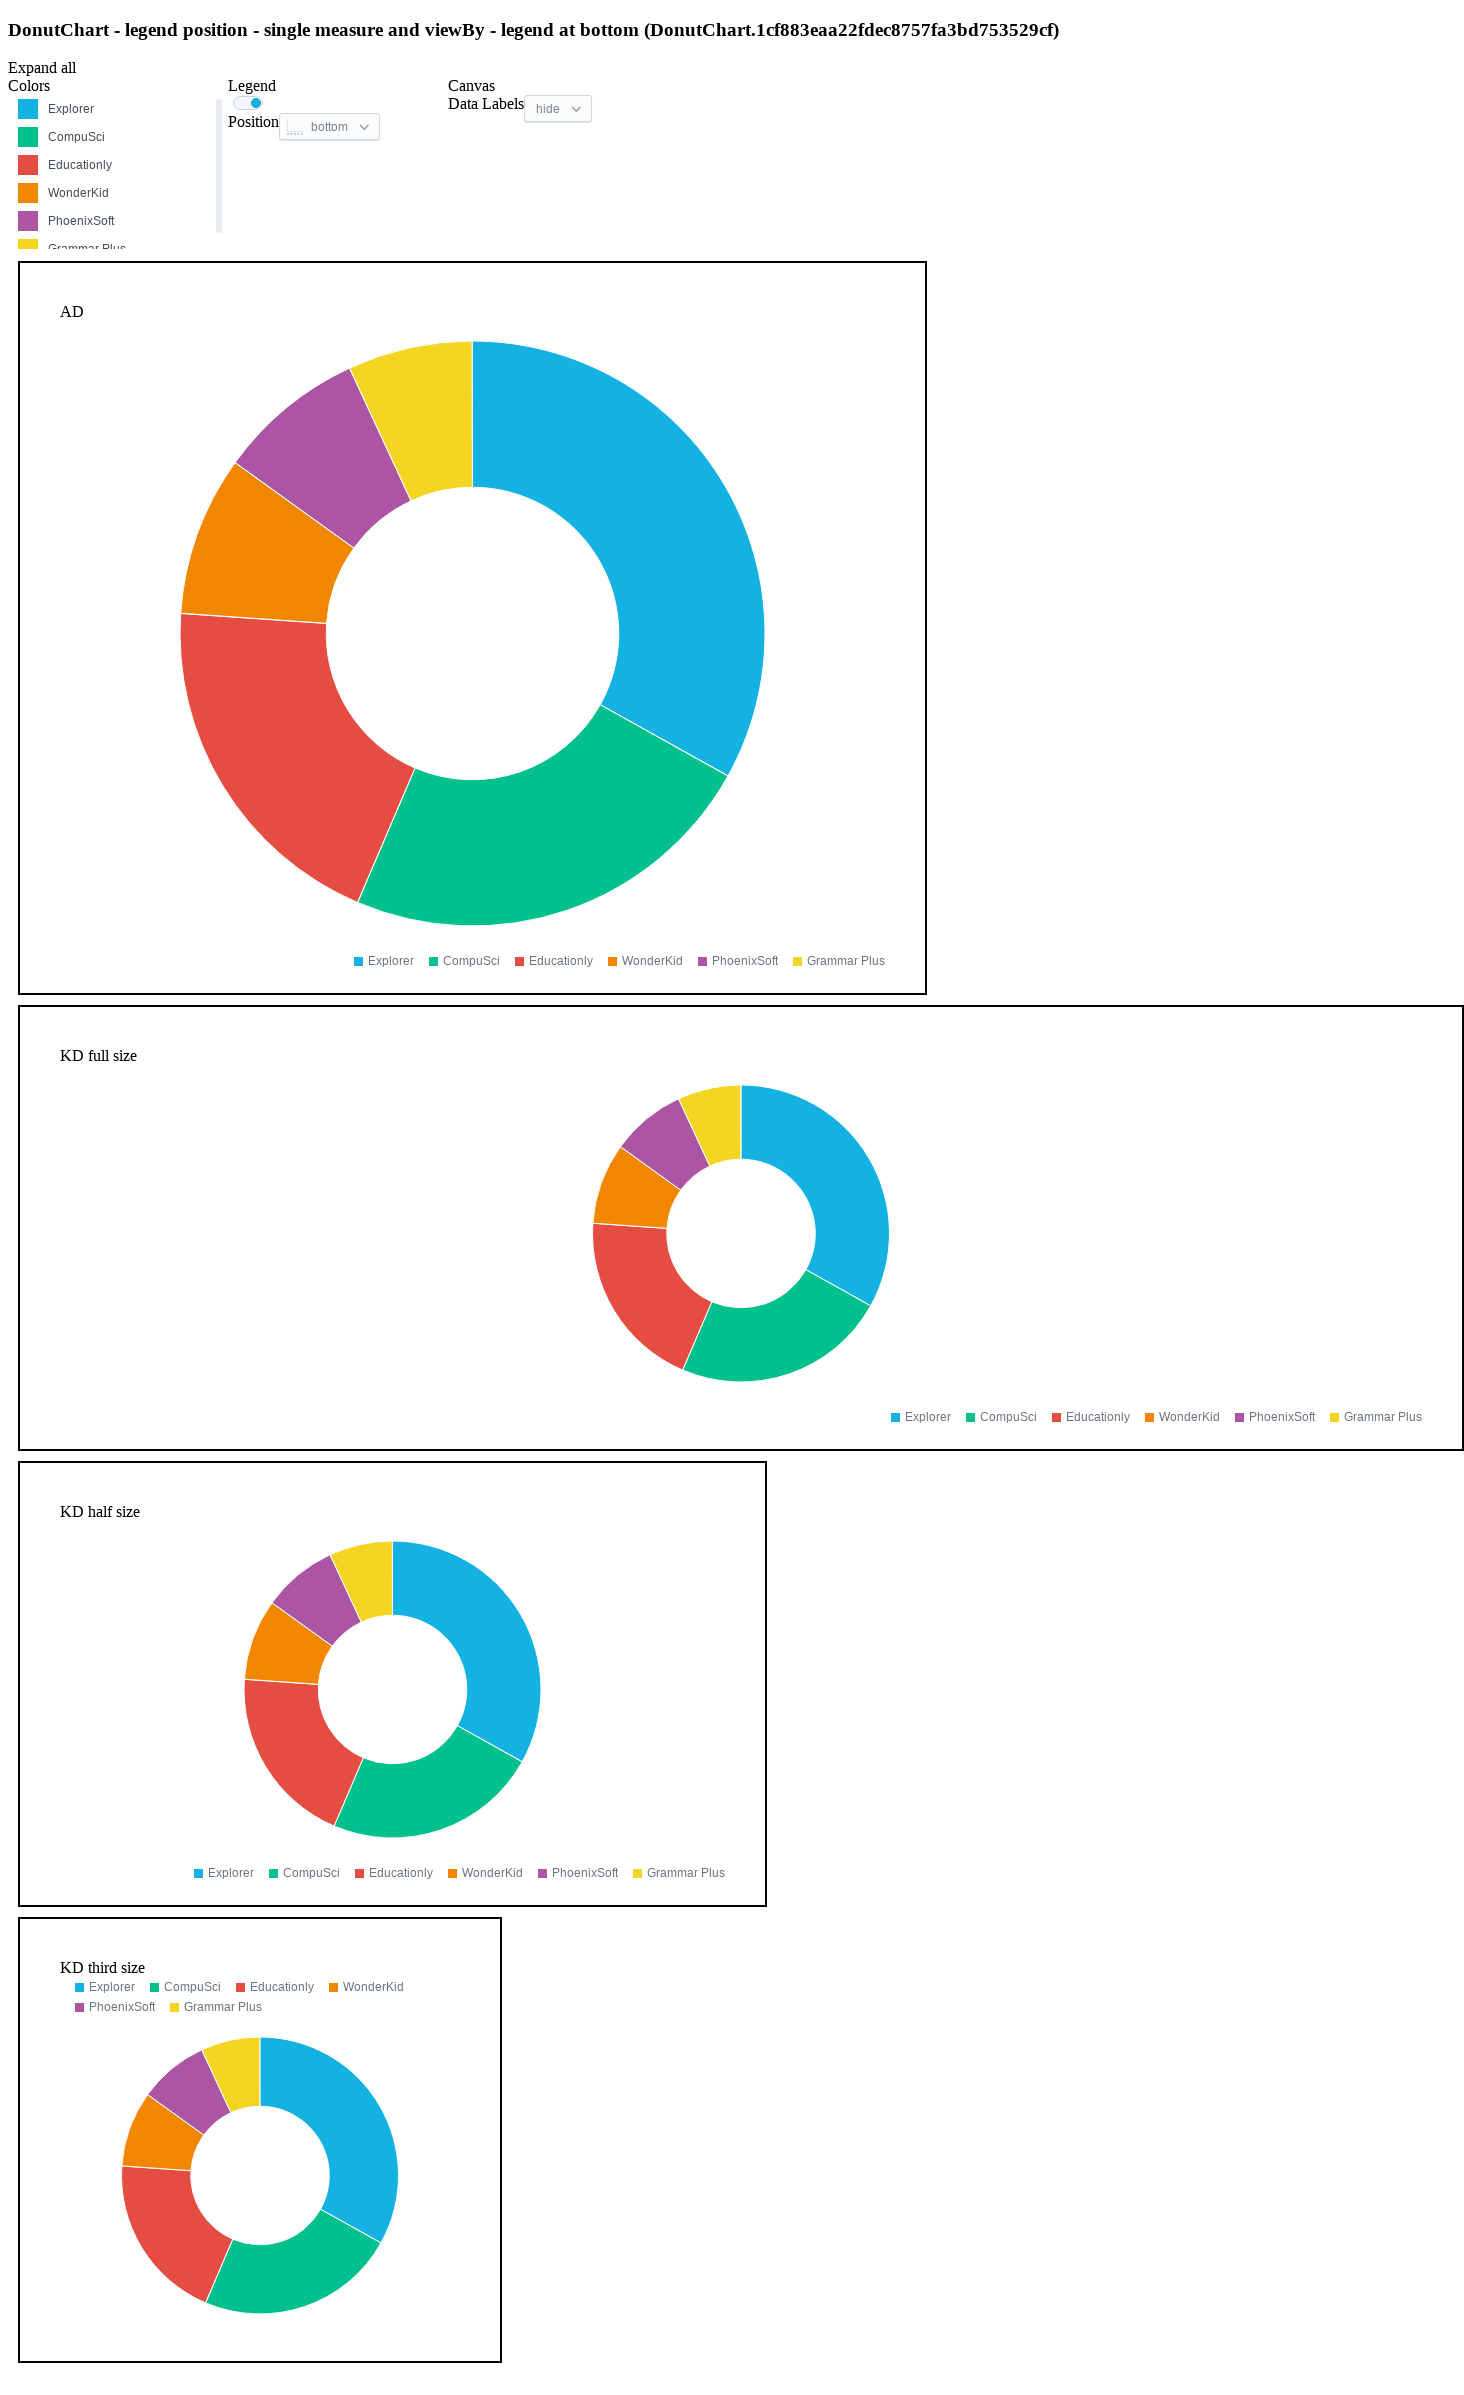 DonutChart - legend position - single measure and viewBy - legend at bottom (DonutChart.1cf883eaa22fdec8757fa3bd753529cf)
Expand all
Colors
Explorer
CompuSci
Educationly
WonderKid
PhoenixSoft
Grammar Plus
Legend
Position bottom
Canvas
Data Labels hide
AD
Explorer CompuSci Educationly WonderKid PhoenixSoft Grammar Plus
KD full size
Explorer CompuSci Educationly WonderKid PhoenixSoft Grammar Plus
KD half size
Explorer CompuSci Educationly WonderKid PhoenixSoft Grammar Plus
KD third size
Explorer CompuSci Educationly WonderKid
PhoenixSoft Grammar Plus